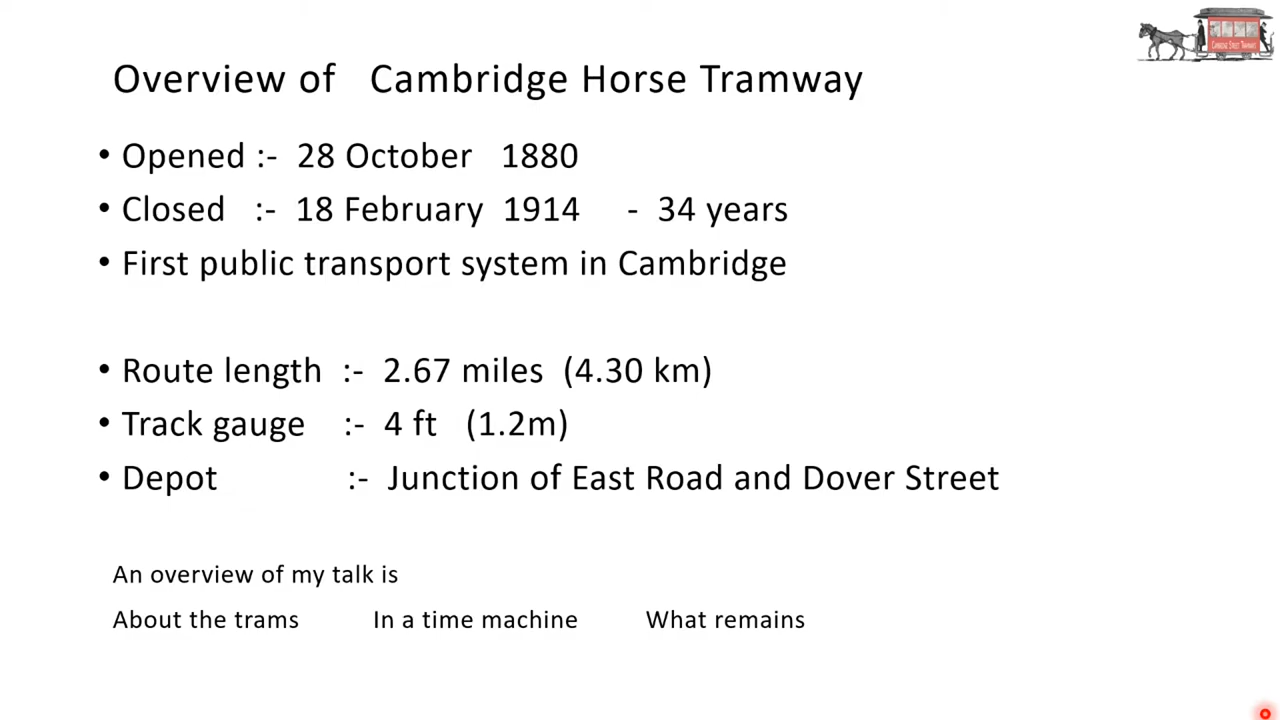 CAMBRIDGE STREET TRAMWAYS
Overview of Cambridge Horse Tramway
• Opened :- 28 October 1880
• Closed :- 18 February 1914 - 34 years
• First public transport system in Cambridge
• Route length :- 2.67 miles (4.30 km)
• Track gauge :- 4 ft (1.2m)
• Depot :- Junction of East Road and Dover Street
An overview of my talk is
About the trams In a time machine What remains